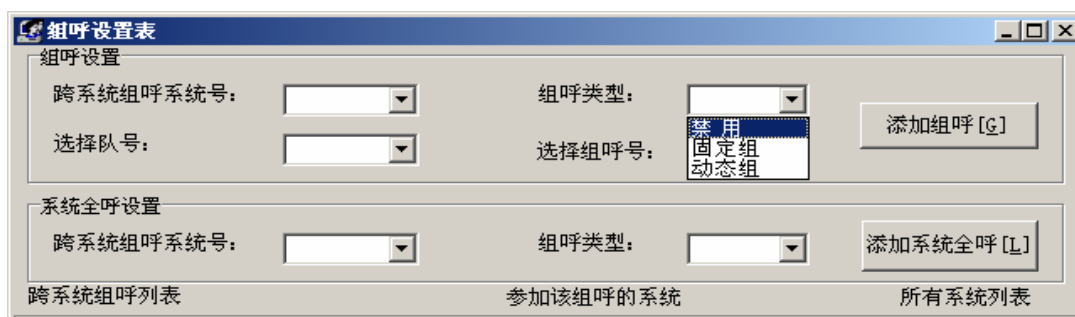 组呼设置表
组呼设置
跨系统组呼系统号: 组呼类型:
禁 用
固定组
动态组
添加组呼[G]
选择队号: 选择组呼号:
系统全呼设置
跨系统组呼系统号: 组呼类型: 添加系统全呼[L]
跨系统组呼列表 参加该组呼的系统 所有系统列表